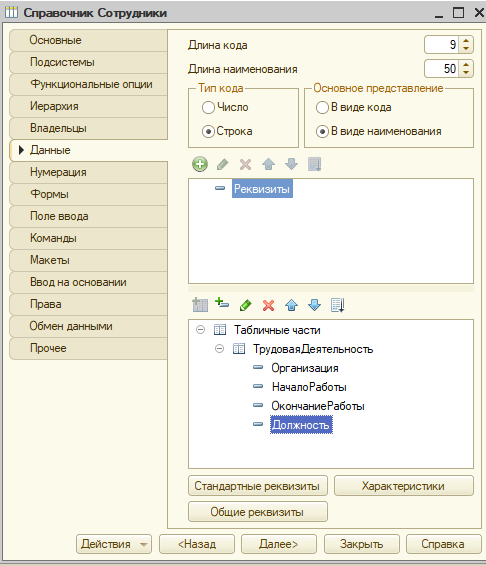 Справочник Сотрудники
Основные
Подсистемы
Функциональные опции
Иерархия
Владельцы
Данные
Нумерация
Формы
Поле ввода
Команды
Макеты
Ввод на основании
Права
Обмен данными
Прочее
Длина кода 9
Длина наименования 50
Тип кода
Число
Строка
Основное представление
В виде кода
В виде наименования
Реквизиты
Табличные части
ТрудоваяДеятельность
Организация
НачалоРаботы
ОкончаниеРаботы
Должность
Стандартные реквизиты Характеристики
Общие реквизиты
Действия <Назад Далее> Закрыть Справка